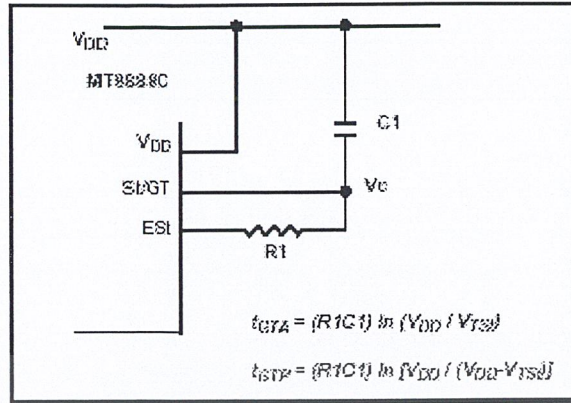 VDD
MT8888C
C1
VDD
St/GT
Vc
ESt
R1
tGTA = (R1C1) ln (VDD / VTSt)
tGTP = (R1C1) ln [VDD / (VDD-VTSt)]